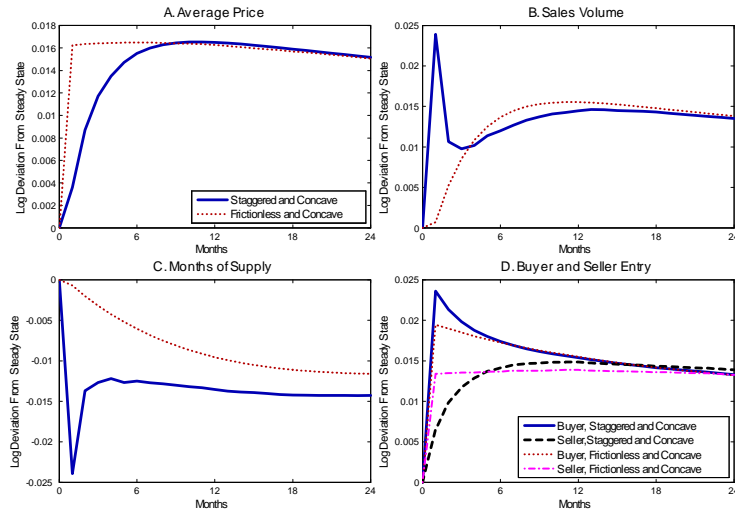 A. Average Price
0.018
0.016
0.014
0.012
0.01
0.008
0.006
0.004
0.002
0
Log Deviation From Steady State
Staggered and Concave
Frictionless and Concave
0 6 12 18 24
Months
B. Sales Volume
0.025
0.02
0.015
0.01
0.005
0
Log Deviation From Steady State
0 6 12 18 24
Months
C. Months of Supply
0
-0.005
-0.01
-0.015
-0.02
-0.025
Log Deviation From Steady State
0 6 12 18 24
Months
D. Buyer and Seller Entry
0.025
0.02
0.015
0.01
0.005
0
Log Deviation From Steady State
Buyer, Staggered and Concave
Seller,Staggered and Concave
Buyer, Frictionless and Concave
Seller, Frictionless and Concave
0 6 12 18 24
Months